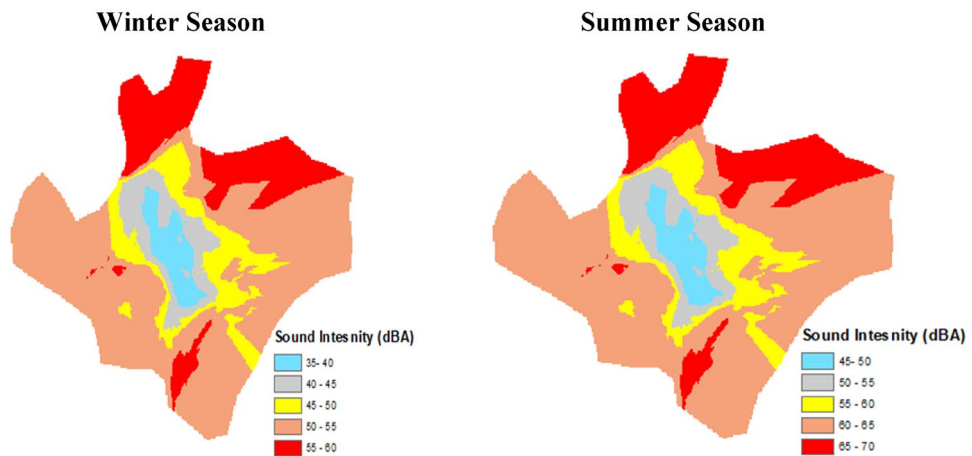 Winter Season
Summer Season
Sound Intesnity (dBA)
35- 40
40 - 45
45 - 50
50 - 55
55 - 60
Sound Intesnity (dBA)
45- 50
50 - 55
55 - 60
60 - 65
65 - 70